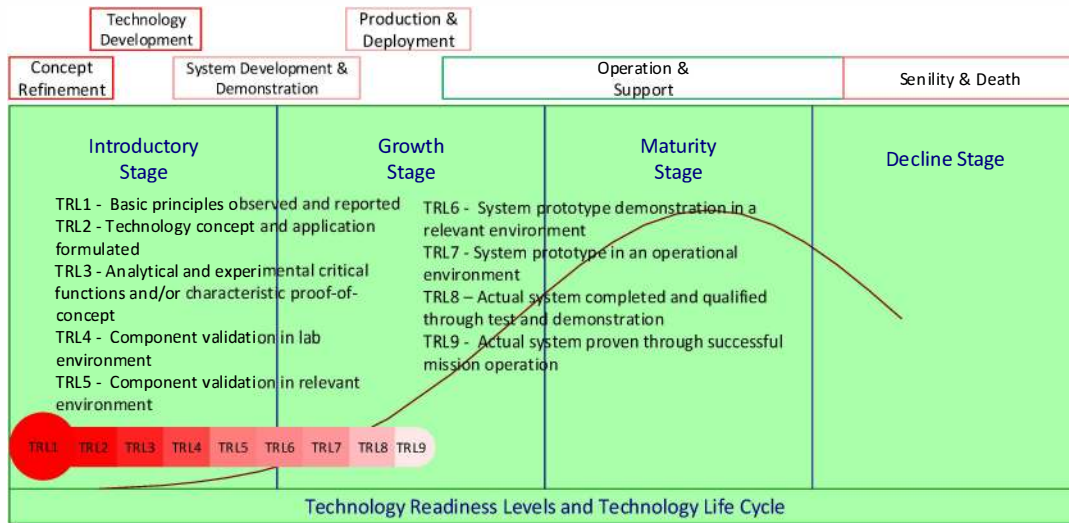 Technology
Development
Production &
Deployment
Concept
Refinement
System Development &
Demonstration
Operation &
Support
Senility & Death
Introductory
Stage
Growth
Stage
Maturity
Stage
Decline Stage
TRL1 - Basic principles observed and reported
TRL2 - Technology concept and application
formulated
TRL3 - Analytical and experimental critical
functions and/or characteristic proof-of-
concept
TRL4 - Component validation in lab
environment
TRL5 - Component validation in relevant
environment
TRL6 - System prototype demonstration in a
relevant environment
TRL7 - System prototype in an operational
environment
TRL8 – Actual system completed and qualified
through test and demonstration
TRL9 - Actual system proven through successful
mission operation
TRL1 TRL2 TRL3 TRL4 TRL5 TRL6 TRL7 TRL8 TRL9
Technology Readiness Levels and Technology Life Cycle